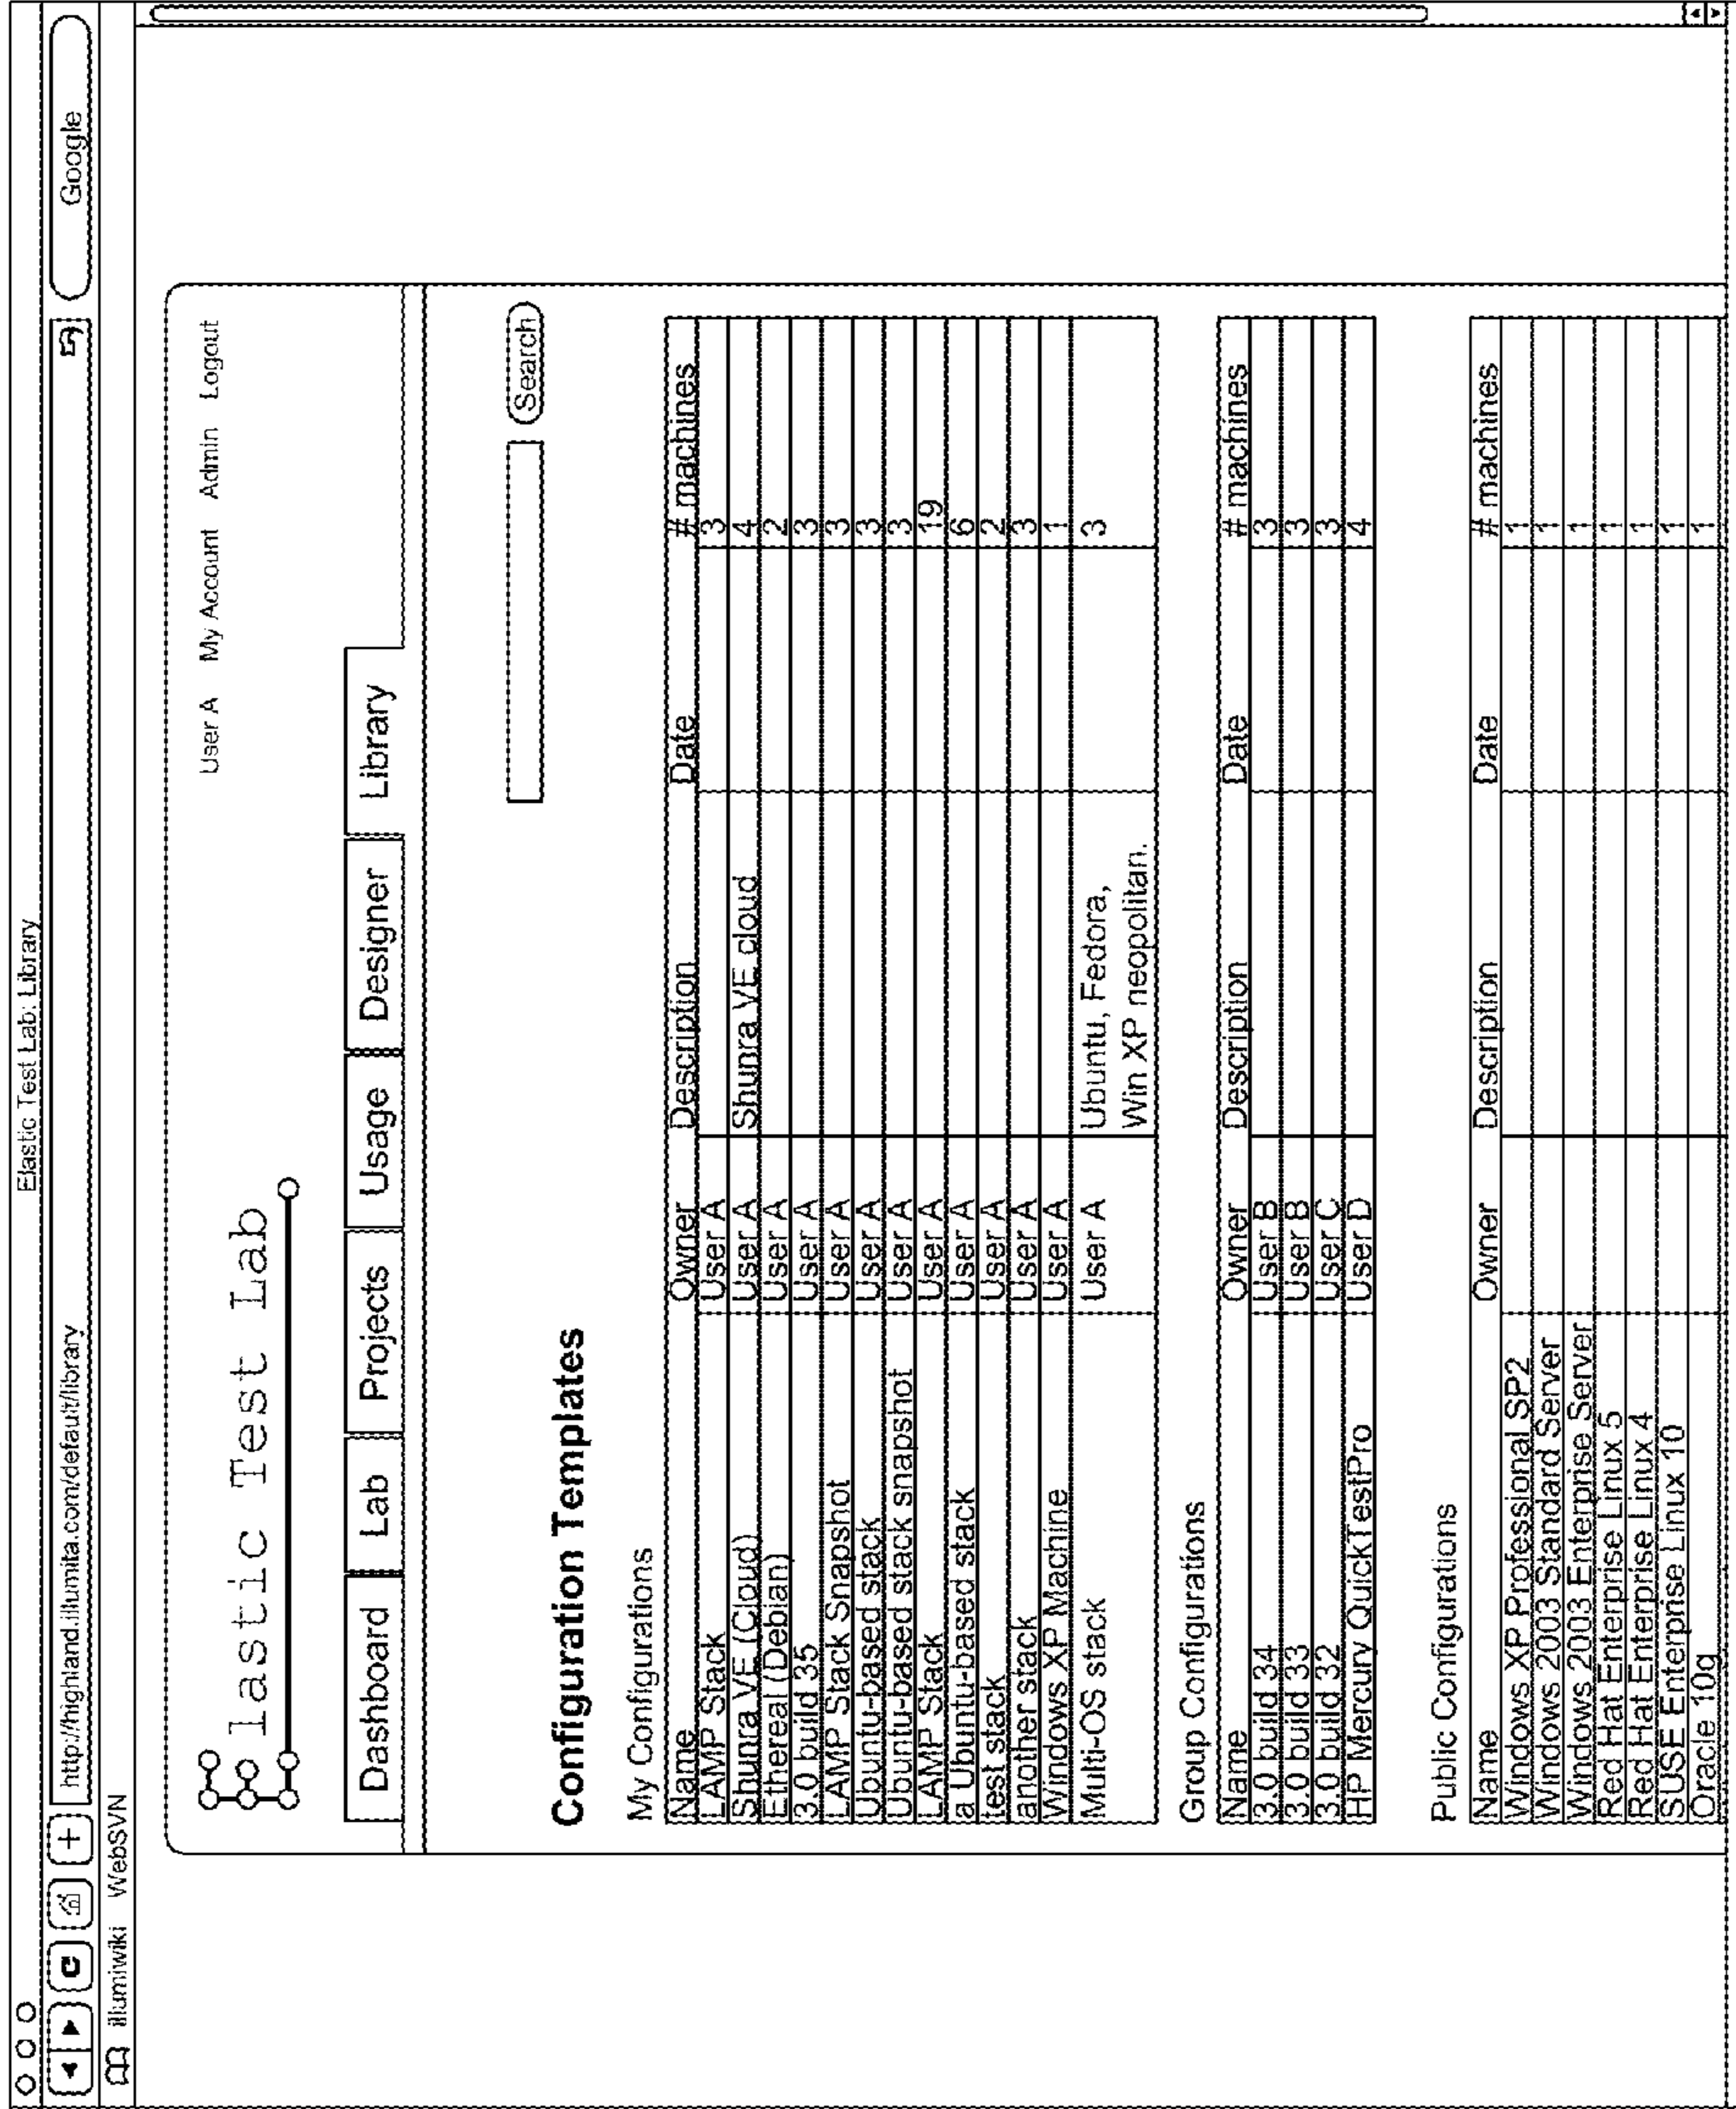 Elastic Test Lab: Library
http://highland.illumita.com/default/library
Google
illumiwiki WebSVN
User A My Account Admin Logout
lastic Test Lab
Dashboard Lab Projects Usage Designer Library
Search
Configuration Templates
My Configurations
Name Owner Description Date # machines
LAMP Stack User A 3
Shunra VE (Cloud) User A Shunra VE cloud 4
Ethereal (Debian) User A 2
3.0 build 35 User A 3
LAMP Stack Snapshot User A 3
Ubuntu-based stack User A 3
Ubuntu-based stack snapshot User A 3
LAMP Stack User A 19
a Ubuntu-based stack User A 6
test stack User A 2
another stack User A 3
Windows XP Machine User A 1
Multi-OS stack User A Ubuntu, Fedora, 3
Win XP neopolitan.
Group Configurations
Name Owner Description Date # machines
3.0 build 34 User B 3
3.0 build 33 User B 3
3.0 build 32 User C 3
HP Mercury QuickTestPro User D 4
Public Configurations
Name Owner Description Date # machines
Windows XP Professional SP2 1
Windows 2003 Standard Server 1
Windows 2003 Enterprise Server 1
Red Hat Enterprise Linux 5 1
Red Hat Enterprise Linux 4 1
SUSE Enterprise Linux 10 1
Oracle 10g 1